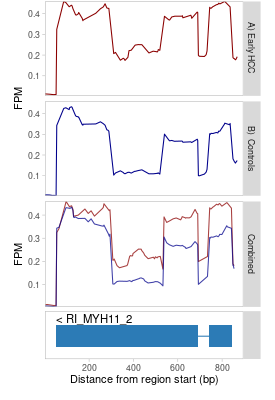 0.4
0.3
0.2
0.1
A) Early HCC
FPM
0.4
0.3
0.2
0.1
B): Controls
0.4
0.3
0.2
0.1
FPM
Combined
< RI_MYH11_2
200
400
600
800
Distance from region start (bp)